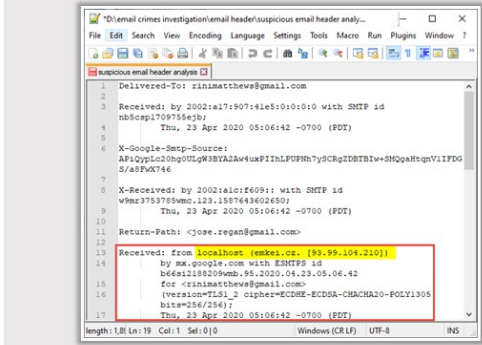 *D:\email crimes investigation\email header\suspicious email header analy...
File Edit Search View Encoding Language Settings Tools Macro Run Plugins Window ?
suspicious email header analysis
1 Delivered-To: rinimatthews@gmail.com
2
3 Received: by 2002:a17:907:41e5:0:0:0:0 with SMTP id
nb5csp1709755ejb;
4 Thu, 23 Apr 2020 05:06:42 -0700 (PDT)
5
6 X-Google-Smtp-Source:
APiQypLc20hgOULgW3BYA2Aw4uxPIIhLPUPNh7ySCRgZDBTBIw+SMQgaHtqnV1IFDG
S/a8FwX746
7
8 X-Received: by 2002:a1c:f609:: with SMTP id
w9mr3753785wmc.123.1587643602650;
9 Thu, 23 Apr 2020 05:06:42 -0700 (PDT)
10
11 Return-Path: <jose.regan@gmail.com>
12
13 Received: from localhost (emkei.cz. [93.99.104.210])
14 by mx.google.com with ESMTPS id
b66si2188209wmb.95.2020.04.23.05.06.42
15 for <rinimatthews@gmail.com>
16 (version=TLS1_2 cipher=ECDHE-ECDSA-CHACHA20-POLY1305
bits=256/256);
17 Thu, 23 Apr 2020 05:06:42 -0700 (PDT)
length : 1,8 Ln : 19 Col : 1 Sel : 0 | 0 Windows (CR LF) UTF-8 INS